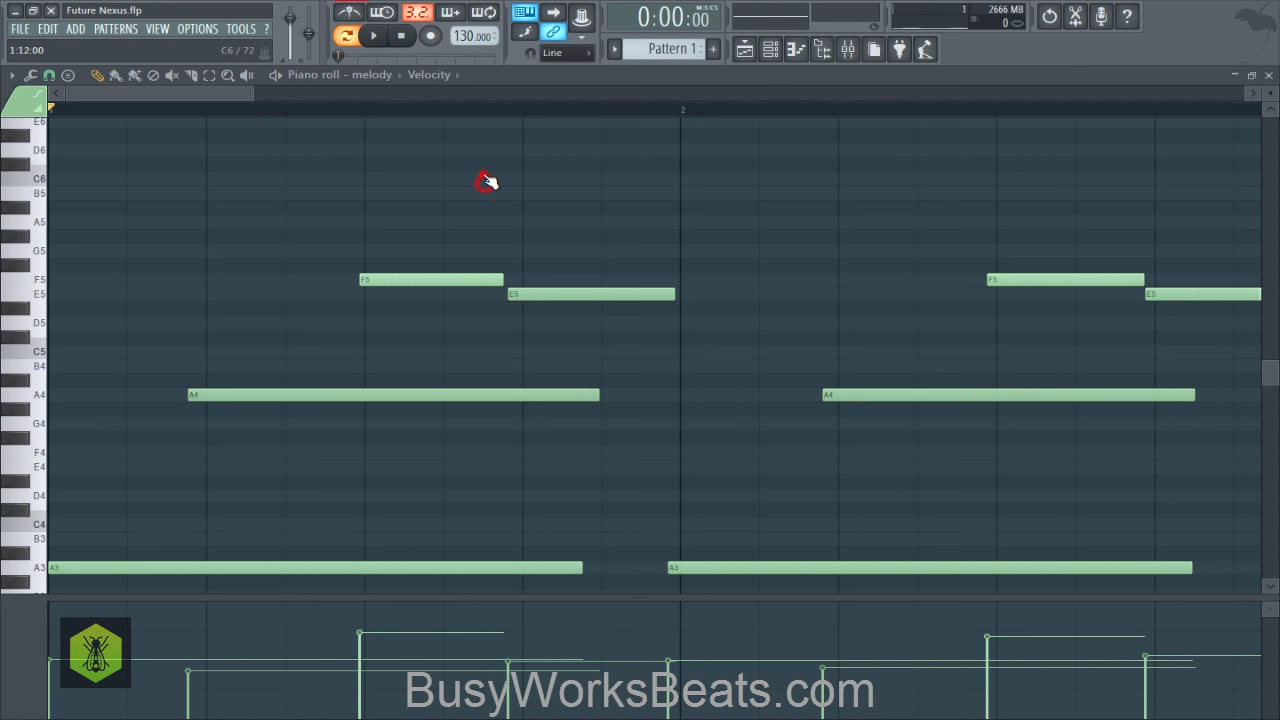 Future Nexus.flp
FILE EDIT ADD PATTERNS VIEW OPTIONS TOOLS ?
1:12:00 C6 / 72
3.2.
130.000
Line
0:00:00 M:S:CS
Pattern 1
1 2666 MB
0
?
Piano roll - melody Velocity
2
E6
D6
C6
B5
A5
G5
F5 F5 F5
E5 E5 E5
D5
C5
B4
A4 A4 A4
G4
F4
E4
D4
C4
B3
A3 A3 A3
BusyWorksBeats.com